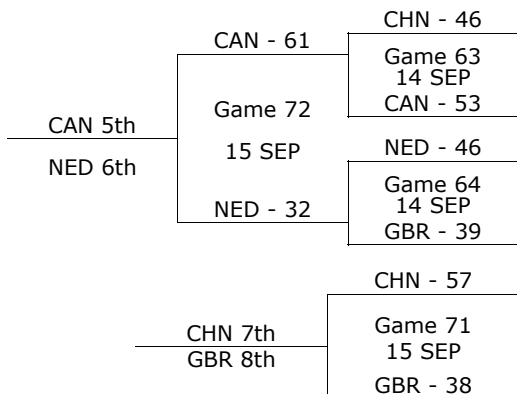 CHN - 46
CAN - 61
Game 63
14 SEP
CAN - 53
Game 72
CAN 5th
15 SEP
NED - 46
NED 6th
Game 64
14 SEP
NED - 32
GBR - 39
CHN - 57
Game 71
CHN 7th
15 SEP
GBR 8th
GBR - 38